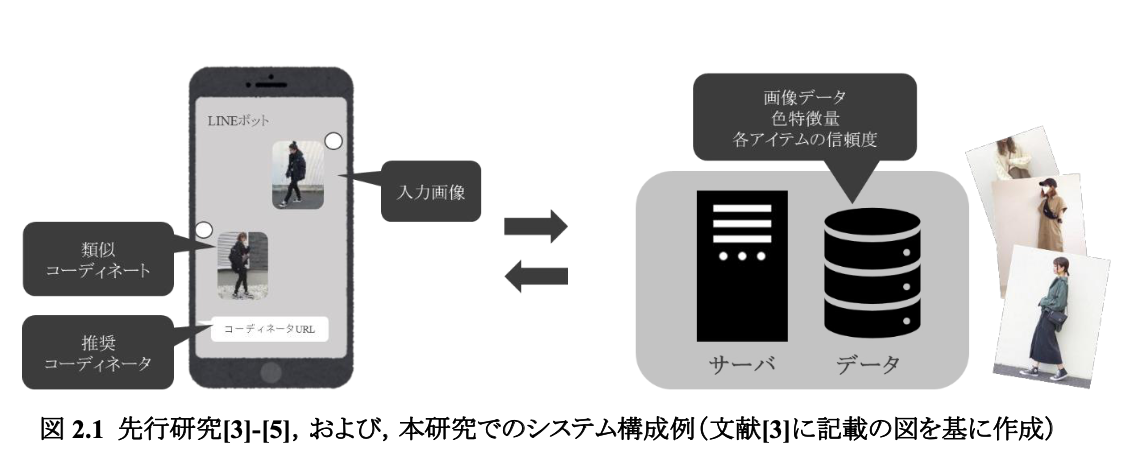 LINEボット
入力画像
類似
コーディネート
推奨
コーディネータ
コーディネータURL
画像データ
色特徴量
各アイテムの信頼度
サーバ
データ
図 2.1 先行研究[3]-[5],および,本研究でのシステム構成例(文献[3]に記載の図を基に作成)